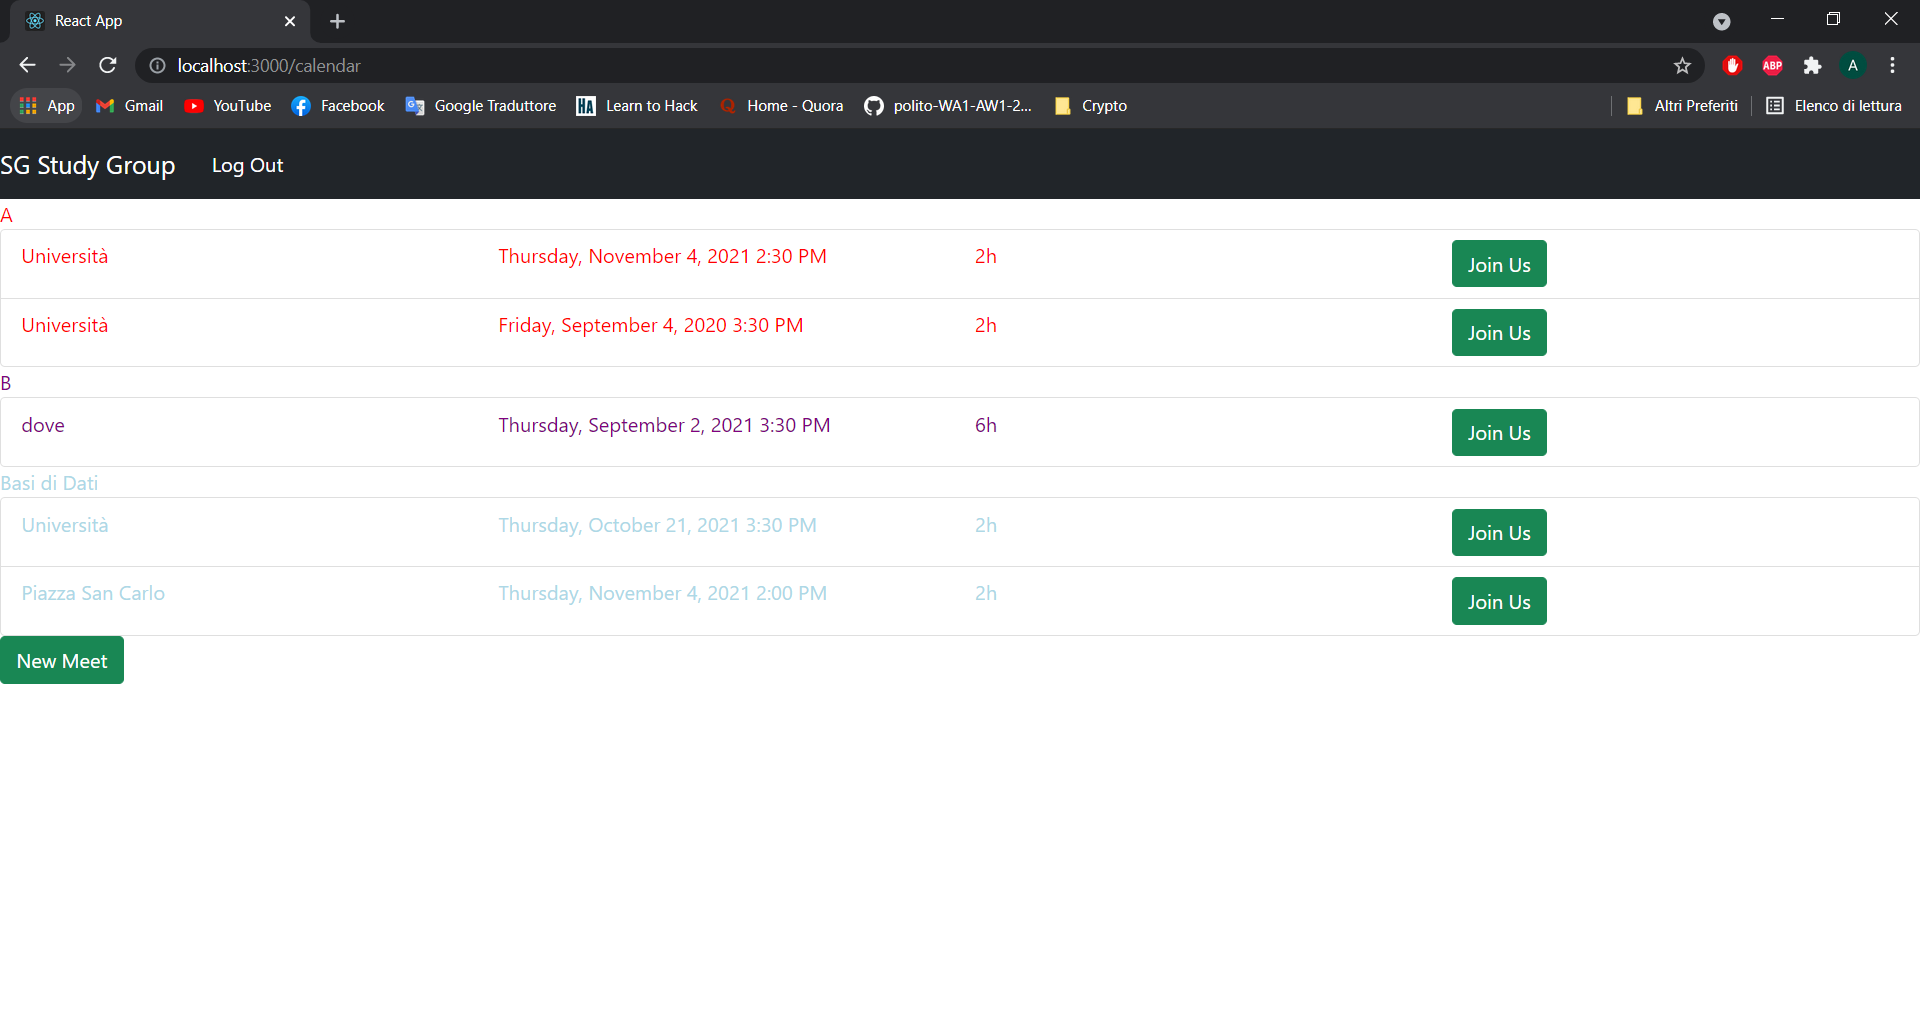 React App
localhost:3000/calendar
ABP
A
App Gmail YouTube Facebook Google Traduttore HA Learn to Hack Q Home - Quora polito-WA1-AW1-2... Crypto Altri Preferiti Elenco di lettura
SG Study Group Log Out
A
Università Thursday, November 4, 2021 2:30 PM 2h Join Us
Università Friday, September 4, 2020 3:30 PM 2h Join Us
B
dove Thursday, September 2, 2021 3:30 PM 6h Join Us
Basi di Dati
Università Thursday, October 21, 2021 3:30 PM 2h Join Us
Piazza San Carlo Thursday, November 4, 2021 2:00 PM 2h Join Us
New Meet